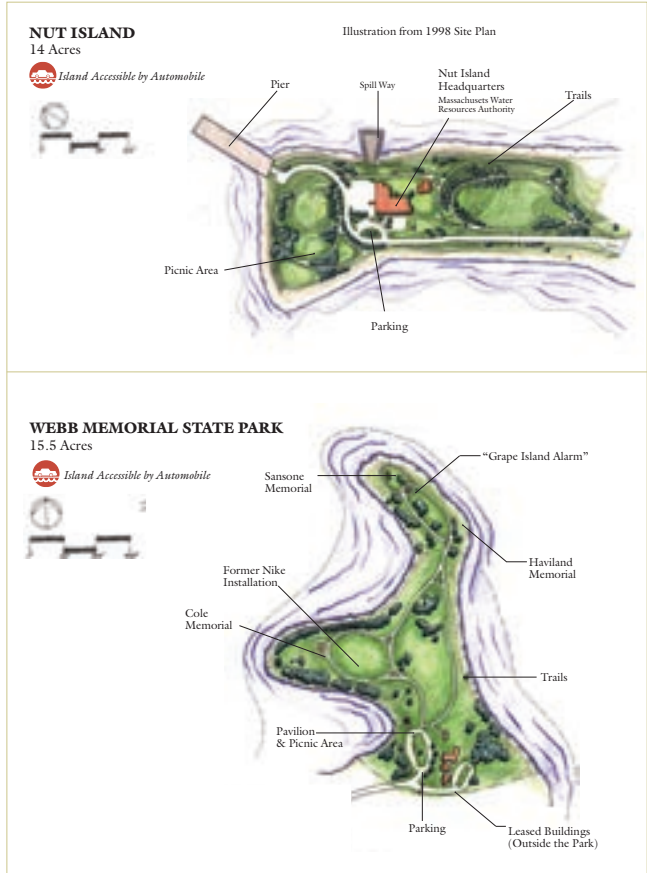 NUT ISLAND
14 Acres
Island Accessible by Automobile
Illustration from 1998 Site Plan
Pier
Spill Way
Nut Island
Headquarters
Massachusets Water
Resources Authority
Trails
Picnic Area
Parking
WEBB MEMORIAL STATE PARK
15.5 Acres
Island Accessible by Automobile
"Grape Island Alarm"
Sansone
Memorial
Haviland
Memorial
Former Nike
Installation
Cole
Memorial
Trails
Pavilion
& Picnic Area
Parking
Leased Buildings
(Outside the Park)